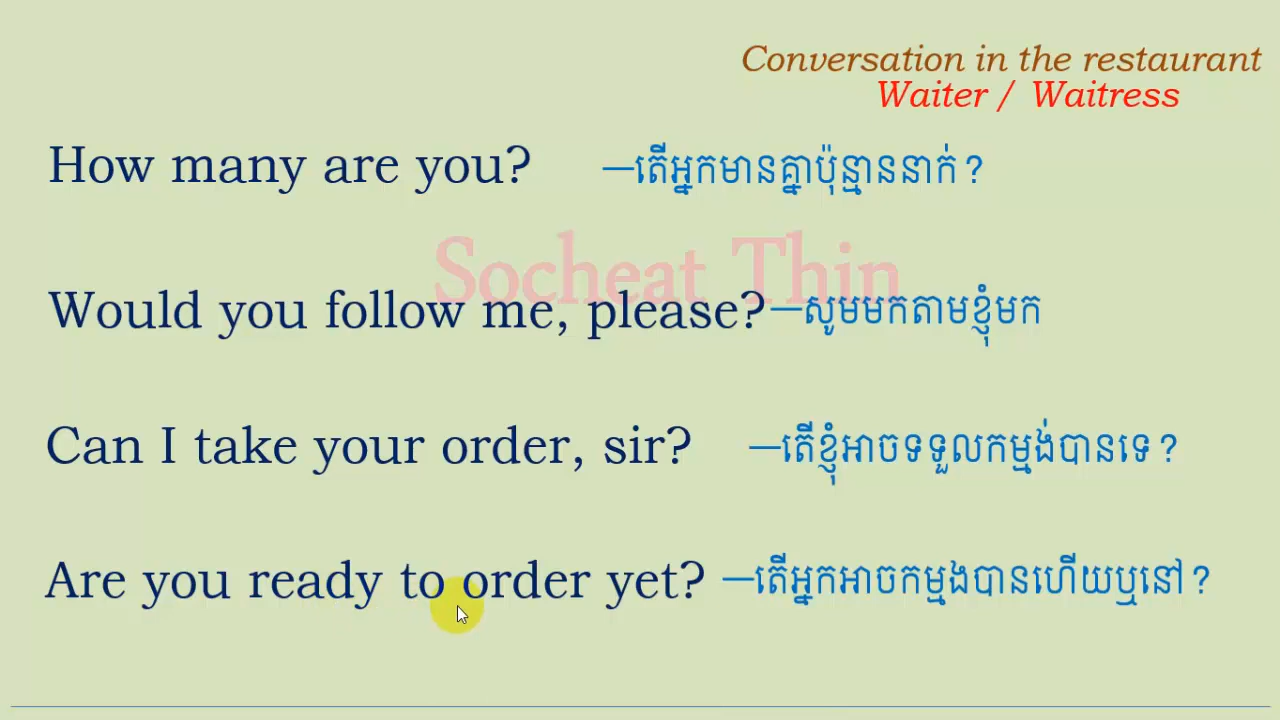 Conversation in the restaurant
Waiter / Waitress
How many are you? –តើអ្នកមានគ្នាប៉ុន្មាននាក់?
Socheat Thin
Would you follow me, please? –សូមមកតាមខ្ញុំមក
Can I take your order, sir? –តើខ្ញុំអាចទទួលកម្មង់បានទេ?
Are you ready to order yet? –តើអ្នកអាចកម្មងបានហើយឬនៅ?